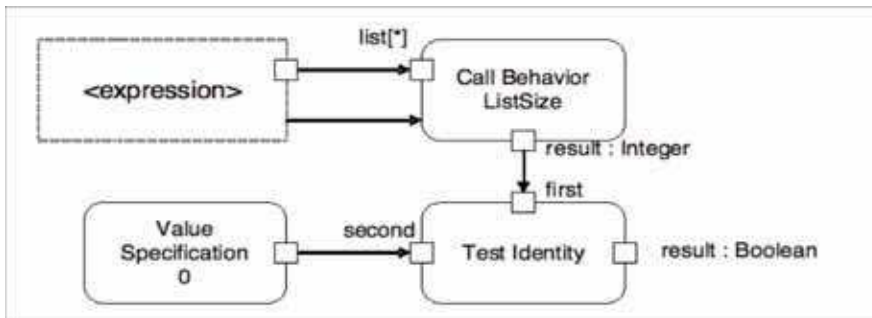 list[*]
<expression>
Call Behavior
ListSize
result : Integer
first
Value
Specification
0
second
Test Identity
result : Boolean